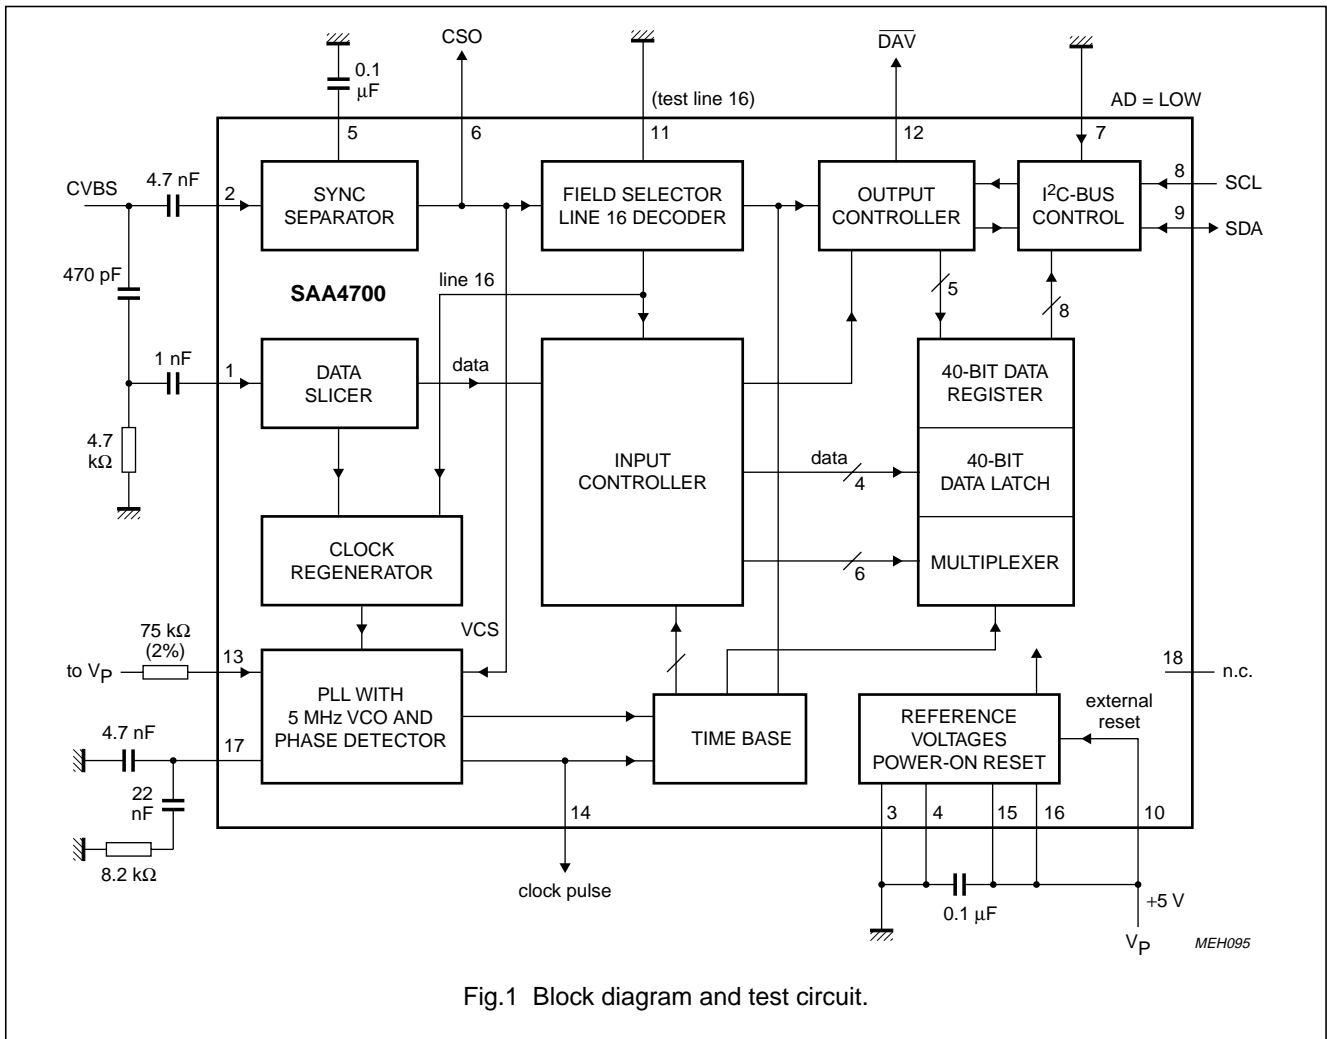 CSO
DAV
0.1
μF
(test line 16)
AD = LOW
5
6
11
12
7
CVBS
4.7 nF
2
SYNC
SEPARATOR
FIELD SELECTOR
LINE 16 DECODER
OUTPUT
CONTROLLER
I²C-BUS
CONTROL
8
SCL
9
SDA
470 pF
line 16
SAA4700
5
8
1 nF
1
DATA
SLICER
data
INPUT
CONTROLLER
40-BIT DATA
REGISTER
4.7
kΩ
data
4
40-BIT
DATA LATCH
CLOCK
REGENERATOR
6
MULTIPLEXER
VCS
75 kΩ
(2%)
to VP
13
18
n.c.
PLL WITH
5 MHz VCO AND
PHASE DETECTOR
TIME BASE
REFERENCE
VOLTAGES
POWER-ON RESET
external
reset
4.7 nF
17
22
nF
8.2 kΩ
14
3
4
15
16
10
clock pulse
0.1 μF
+5 V
VP
MEH095
Fig.1 Block diagram and test circuit.